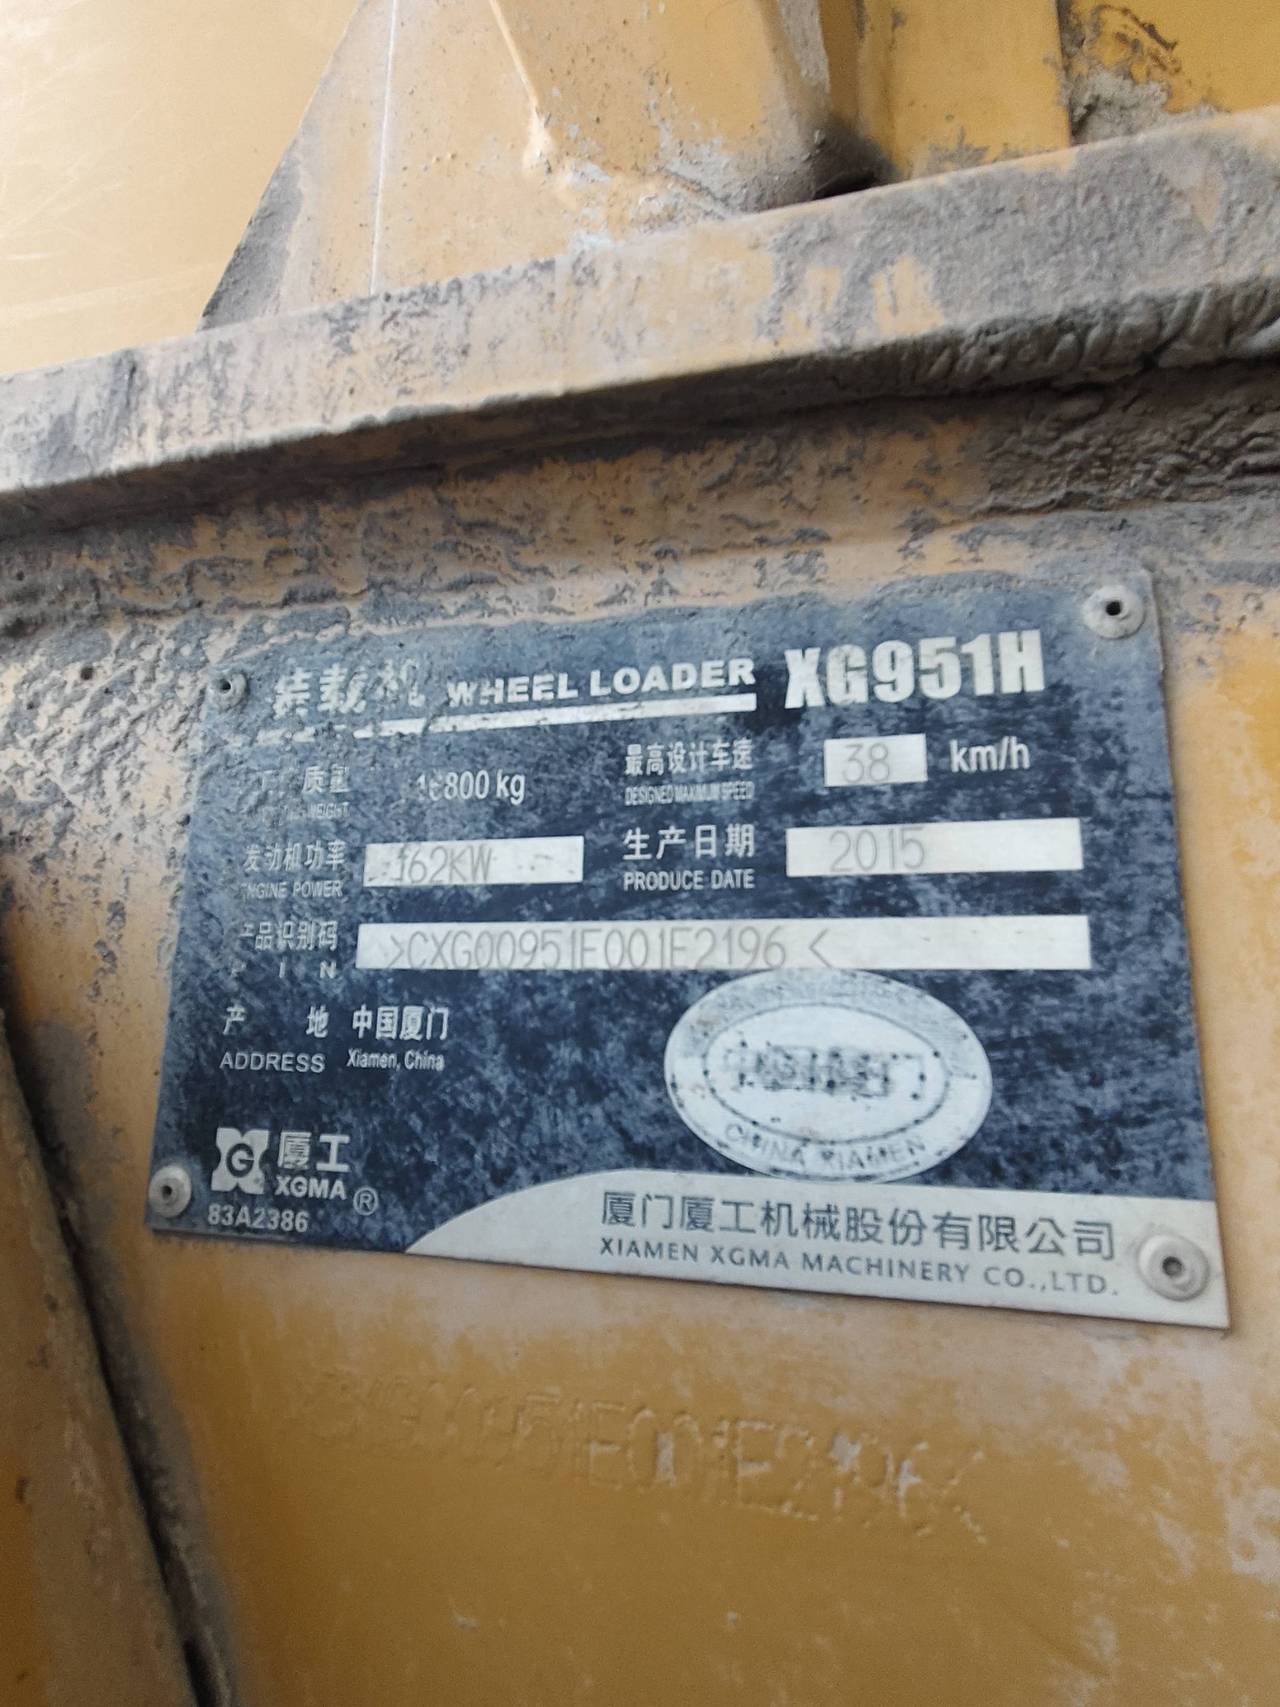 装载机 WHEEL LOADER XG951H
质量 16800 kg
最高设计车速 38 km/h
DESIGNED MAXIMUM SPEED
发动机功率 162KW
ENGINE POWER
生产日期 2015
PRODUCE DATE
产品识别码 >CXG00951E001E2196<
PIN
产 地 中国厦门
ADDRESS Xiamen, China
CHINA XIAMEN
G 厦工
XGMA ®
83A2386
厦门厦工机械股份有限公司
XIAMEN XGMA MACHINERY CO.,LTD.
951E001E2196<